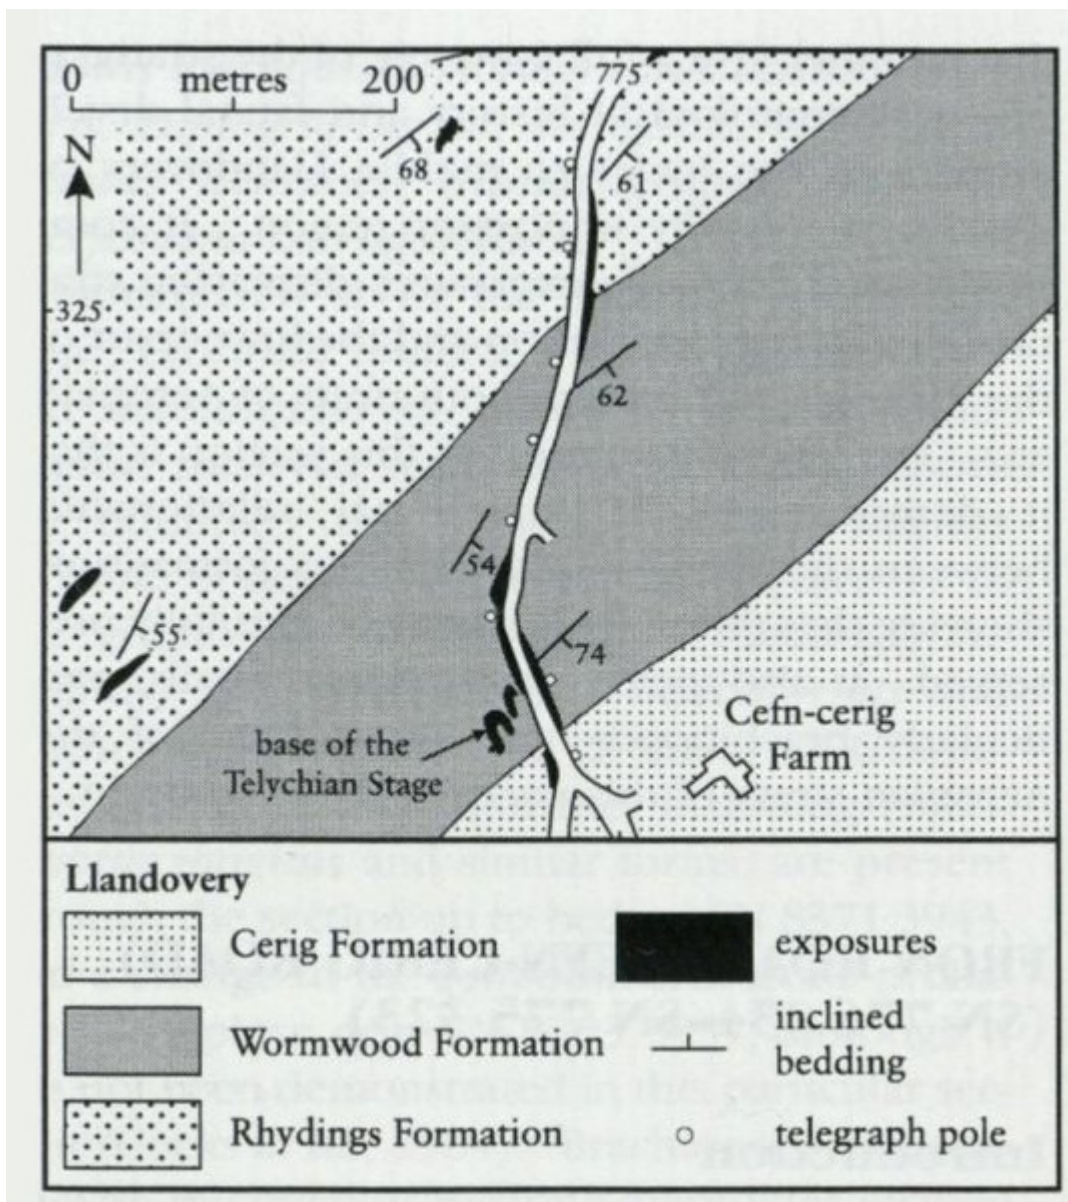 0 metres 200
775
N
68
61
325
62
54
55
74
base of the
Telychian Stage
Cefn-cerig
Farm
Llandovery
Cerig Formation
exposures
Wormwood Formation
inclined
bedding
Rhydings Formation
telegraph pole